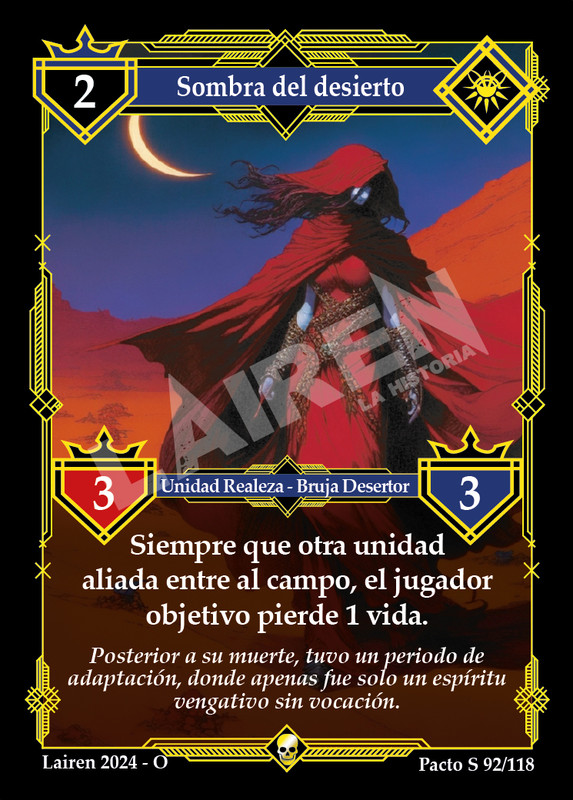 2
Sombra del desierto
LAIREN
LA HISTORIA
3
Unidad Realeza - Bruja Desertor
3
Siempre que otra unidad
aliada entre al campo, el jugador
objetivo pierde 1 vida.
Posterior a su muerte, tuvo un periodo de
adaptación, donde apenas fue solo un espíritu
vengativo sin vocación.
Lairen 2024 - O
Pacto S 92/118